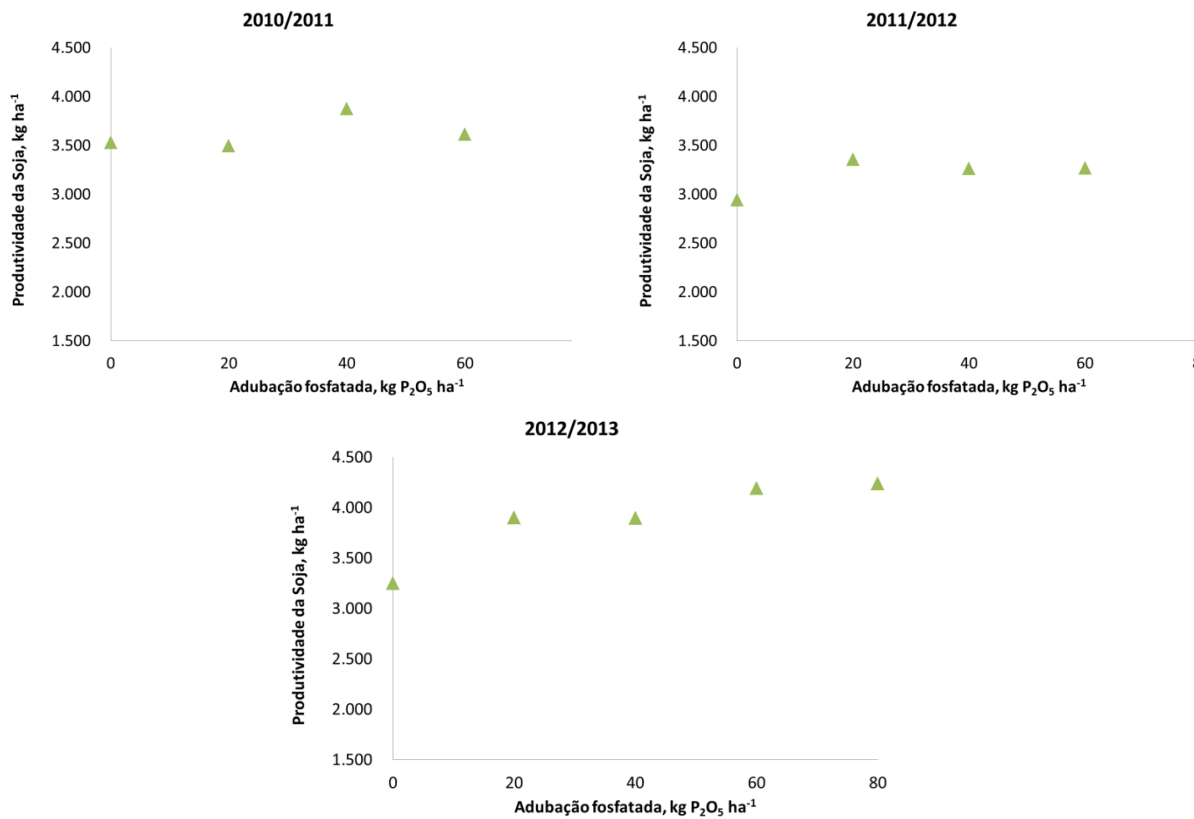 2010/2011
Produtividade da Soja, kg ha⁻¹
4.500
4.000
3.500
3.000
2.500
2.000
1.500
0 20 40 60
Adubação fosfatada, kg P₂O₅ ha⁻¹
2011/2012
Produtividade da Soja, kg ha⁻¹
4.500
4.000
3.500
3.000
2.500
2.000
1.500
0 20 40 60
Adubação fosfatada, kg P₂O₅ ha⁻¹
2012/2013
Produtividade da Soja, kg ha⁻¹
4.500
4.000
3.500
3.000
2.500
2.000
1.500
0 20 40 60 80
Adubação fosfatada, kg P₂O₅ ha⁻¹